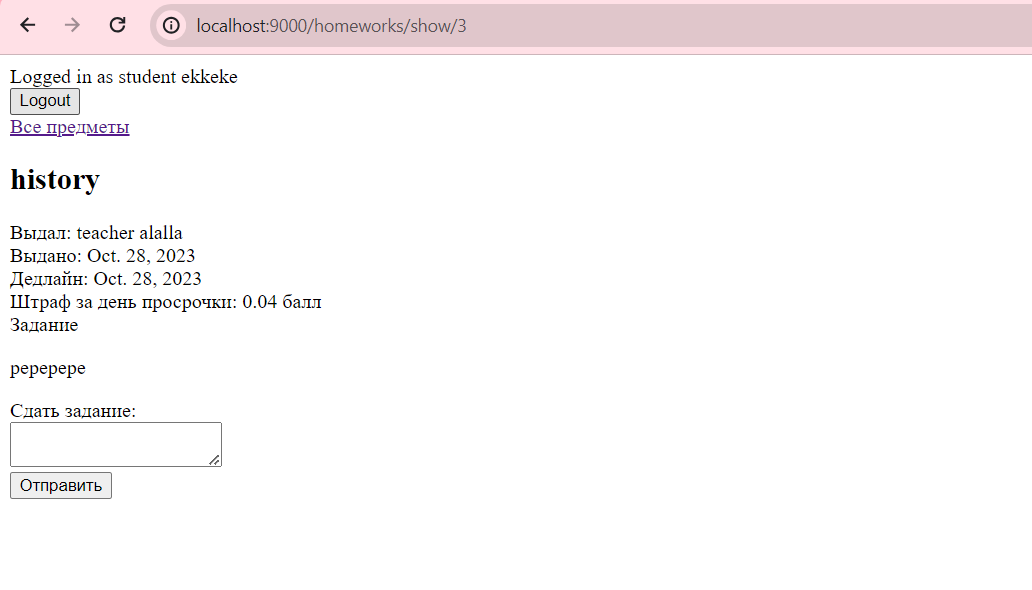 localhost:9000/homeworks/show/3
Logged in as student ekkeke
Logout
Все предметы
history
Выдал: teacher alalla
Выдано: Oct. 28, 2023
Дедлайн: Oct. 28, 2023
Штраф за день просрочки: 0.04 балл
Задание
pepepepe
Сдать задание:
Отправить